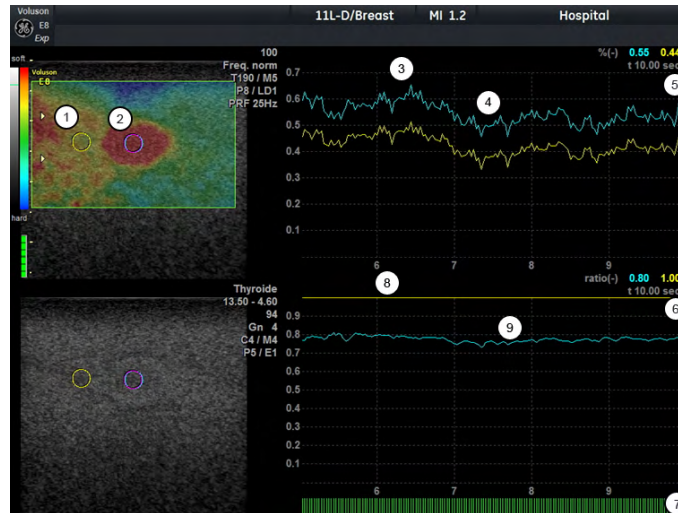 Voluson
E8
Exp
11L-D/Breast MI 1.2 Hospital
soft
hard
Voluson
E8
100
Freq. norm
T190 / M5
P8 / LD1
PRF 25Hz
1
2
%(-) 0.55 0.44
t 10.00 sec
3
4
5
0.7
0.6
0.5
0.4
0.3
0.2
0.1
6 7 8 9
Thyroide
13.50 - 4.60
94
Gn 4
C4 / M4
P5 / E1
ratio(-) 0.80 1.00
t 10.00 sec
8
6
9
0.9
0.8
0.7
0.6
0.5
0.4
0.3
0.2
0.1
6 7 8 9
7